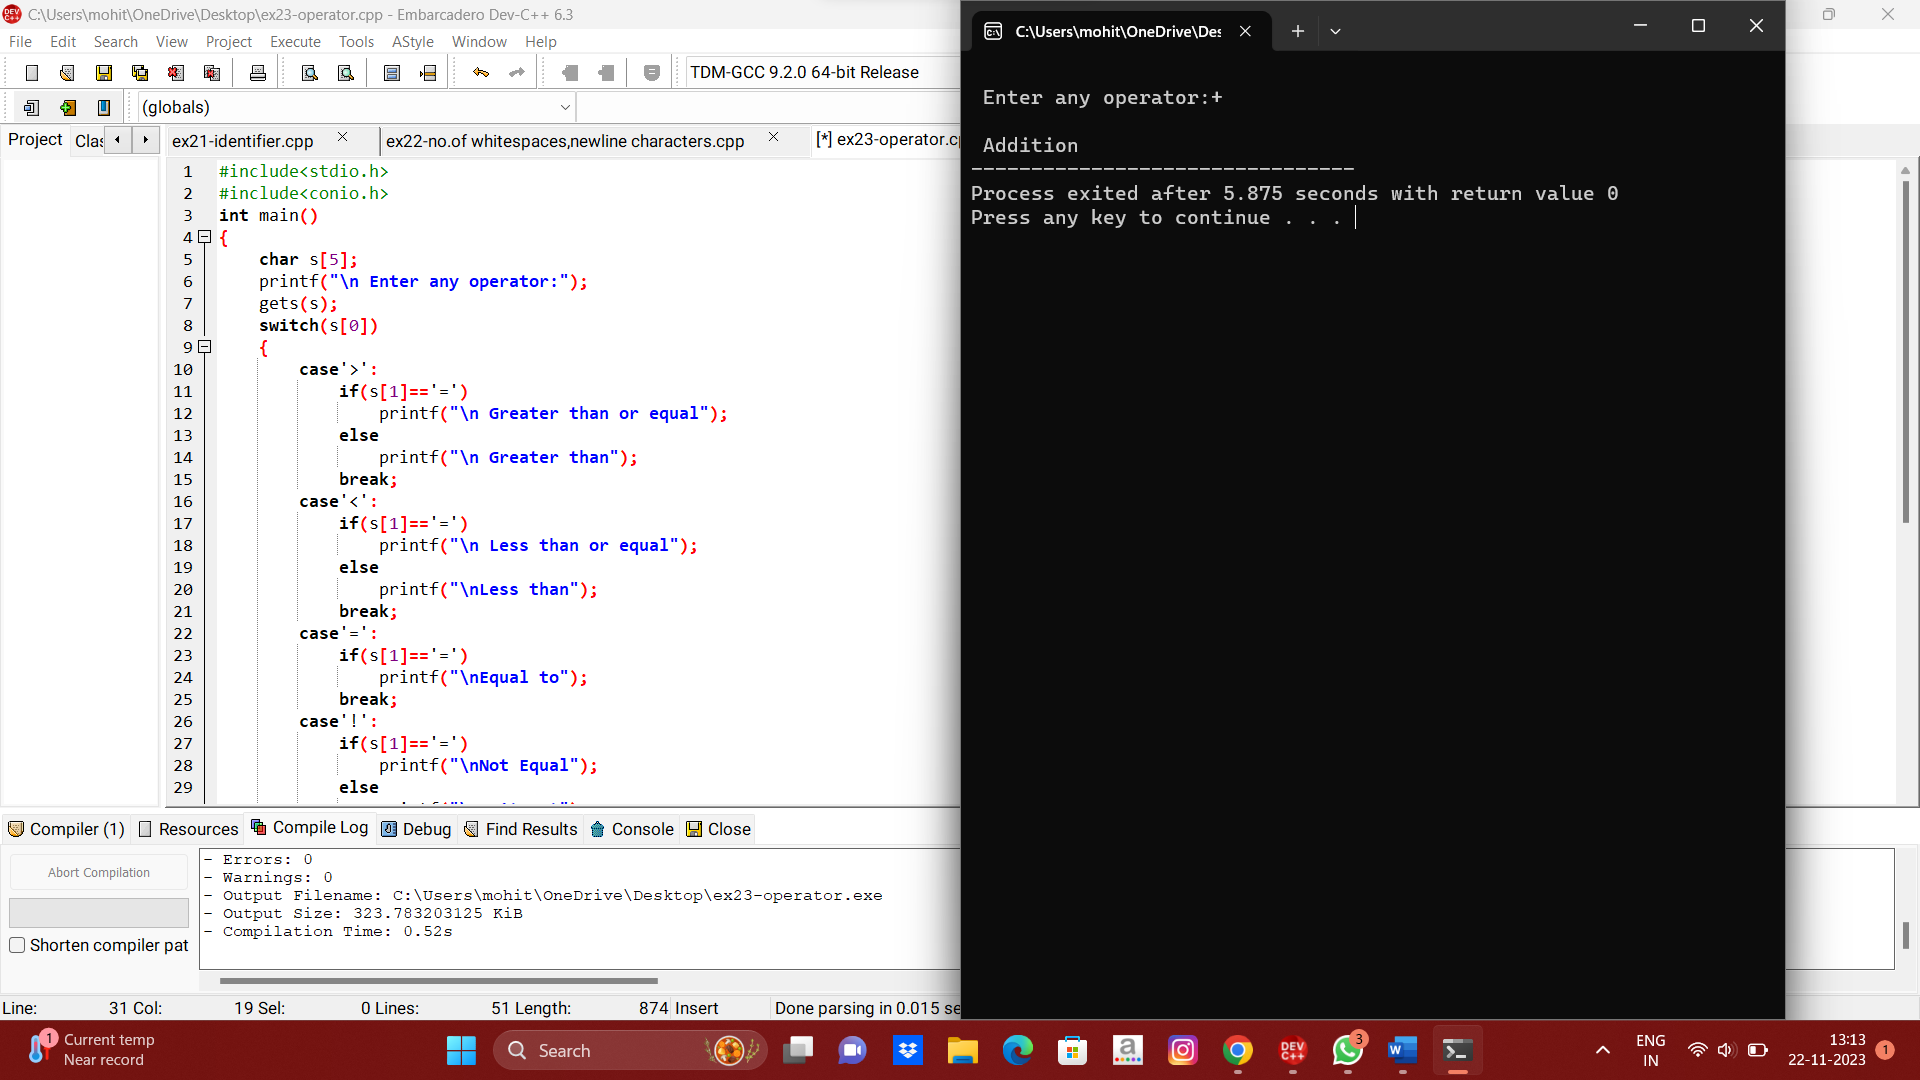 C:\Users\mohit\OneDrive\Desktop\ex23-operator.cpp - Embarcadero Dev-C++ 6.3
File Edit Search View Project Execute Tools AStyle Window Help
TDM-GCC 9.2.0 64-bit Release
(globals)
Project Clas
ex21-identifier.cpp
ex22-no.of whitespaces,newline characters.cpp
[*] ex23-operator.c
1 #include<stdio.h>
2 #include<conio.h>
3 int main()
4 {
5 char s[5];
6 printf("\n Enter any operator:");
7 gets(s);
8 switch(s[0])
9 {
10 case'>':
11 if(s[1]=='=')
12 printf("\n Greater than or equal");
13 else
14 printf("\n Greater than");
15 break;
16 case'<':
17 if(s[1]=='=')
18 printf("\n Less than or equal");
19 else
20 printf("\nLess than");
21 break;
22 case'=':
23 if(s[1]=='=')
24 printf("\nEqual to");
25 break;
26 case'!':
27 if(s[1]=='=')
28 printf("\nNot Equal");
29 else
Compiler (1) Resources Compile Log Debug Find Results Console Close
Abort Compilation
Shorten compiler pat
- Errors: 0
- Warnings: 0
- Output Filename: C:\Users\mohit\OneDrive\Desktop\ex23-operator.exe
- Output Size: 323.783203125 KiB
- Compilation Time: 0.52s
Line: 31 Col: 19 Sel: 0 Lines: 51 Length: 874 Insert Done parsing in 0.015 se
C:\Users\mohit\OneDrive\Des
Enter any operator:+
Addition
--------------------------------
Process exited after 5.875 seconds with return value 0
Press any key to continue . . .
1
Current temp
Near record
Search
a
DEV
C++
3
W
ENG
IN
13:13
22-11-2023
1